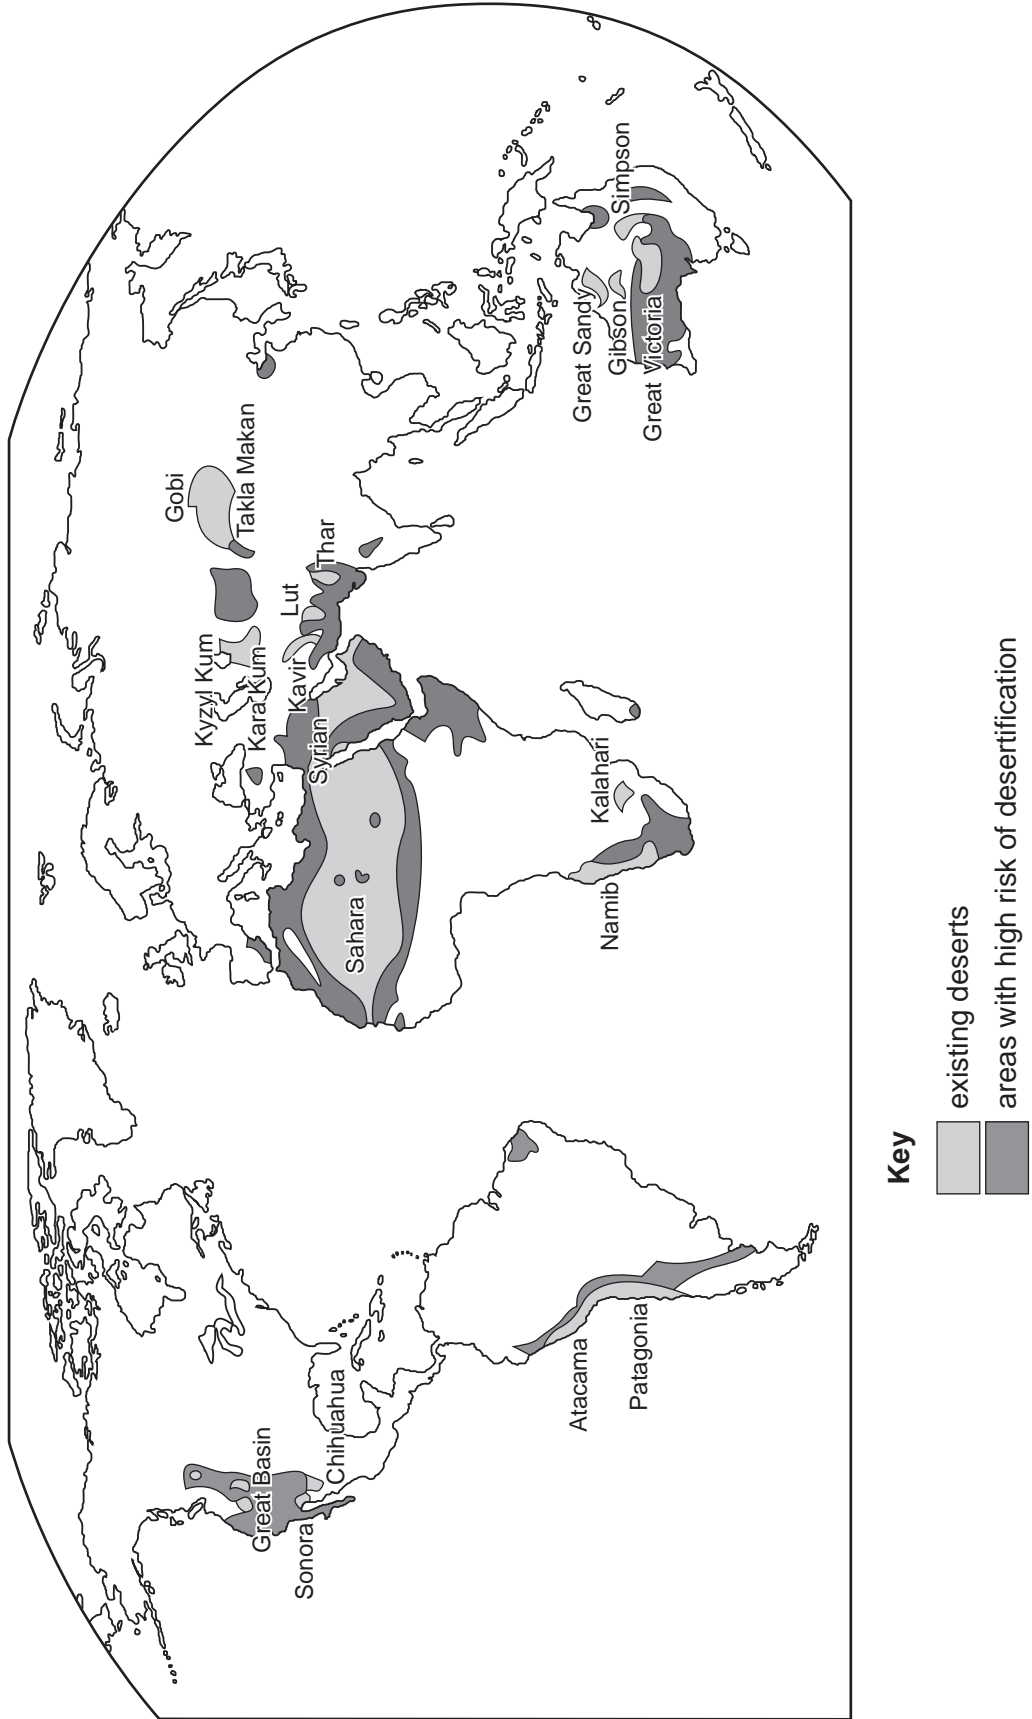 Gobi
Takla Makan
Kyzyl Kum
Kara Kum
Lut
Thar
Kavir
Syrian
Great Basin
Sonora
Chihuahua
Sahara
Great Sandy
Gibson
Simpson
Great Victoria
Kalahari
Namib
Atacama
Patagonia
Key
existing deserts
areas with high risk of desertification